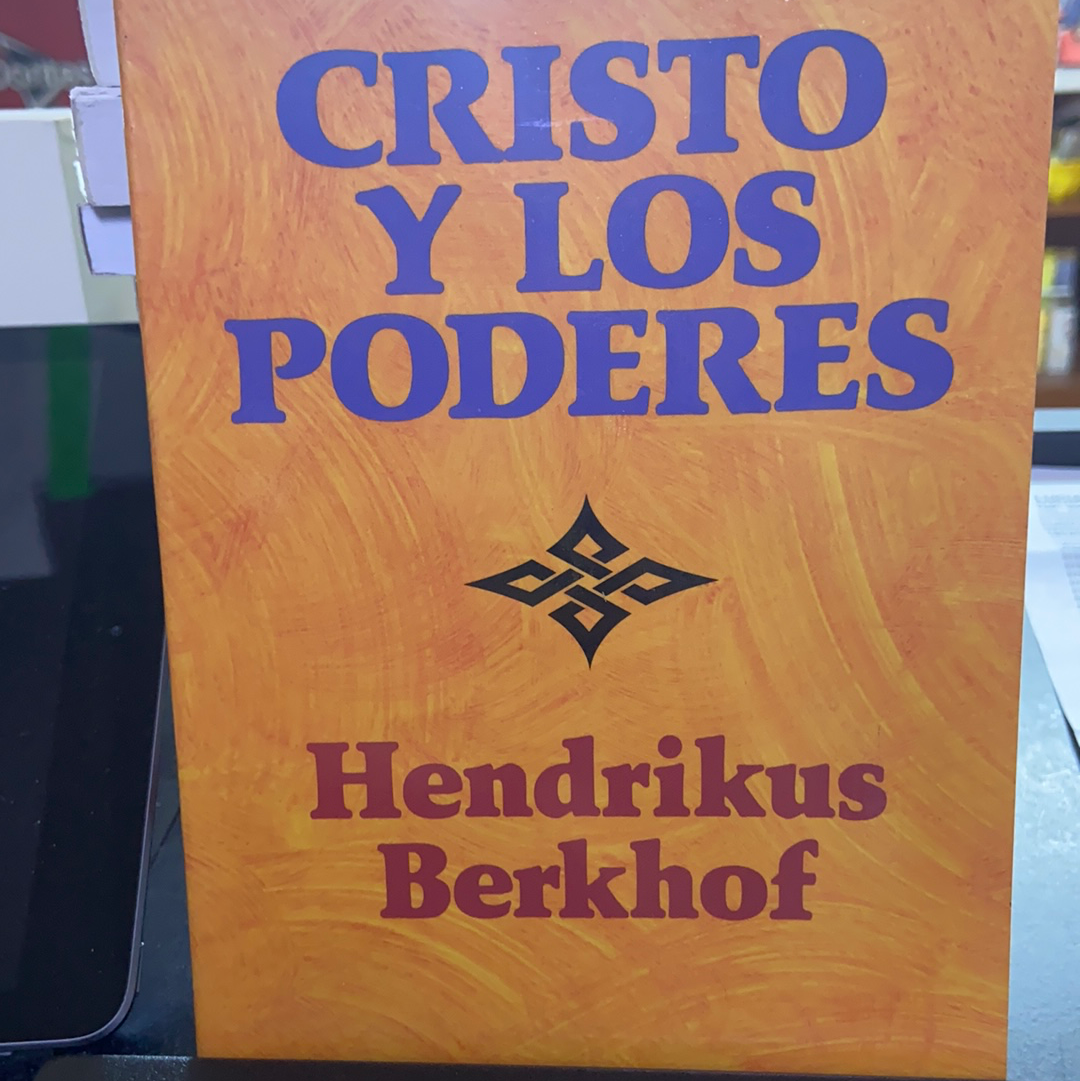 CRISTO
Y LOS
PODERES
Hendrikus
Berkhof